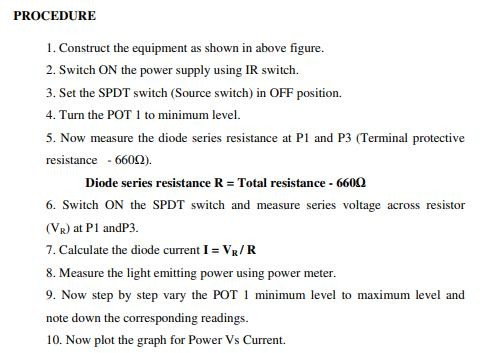 PROCEDURE
1. Construct the equipment as shown in above figure.
2. Switch ON the power supply using IR switch.
3. Set the SPDT switch (Source switch) in OFF position.
4. Turn the POT 1 to minimum level.
5. Now measure the diode series resistance at P1 and P3 (Terminal protective
resistance - 660Ω).
Diode series resistance R = Total resistance - 660Ω
6. Switch ON the SPDT switch and measure series voltage across resistor
(VR) at P1 andP3.
7. Calculate the diode current I = VR / R
8. Measure the light emitting power using power meter.
9. Now step by step vary the POT 1 minimum level to maximum level and
note down the corresponding readings.
10. Now plot the graph for Power Vs Current.